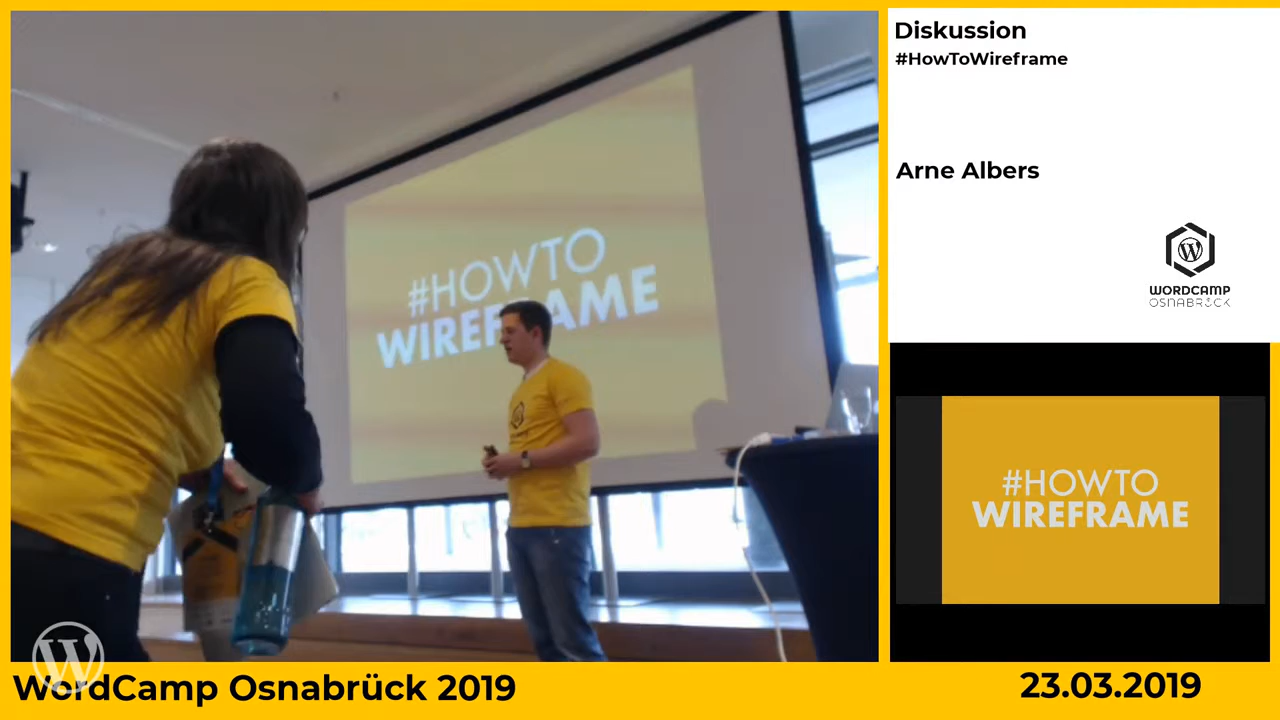 Diskussion
#HowToWireframe
Arne Albers
WORDCAMP
OSNABRÜCK
#HOWTO
WIREFRAME
#HOWTO
WIREFRAME
WordCamp Osnabrück 2019
23.03.2019